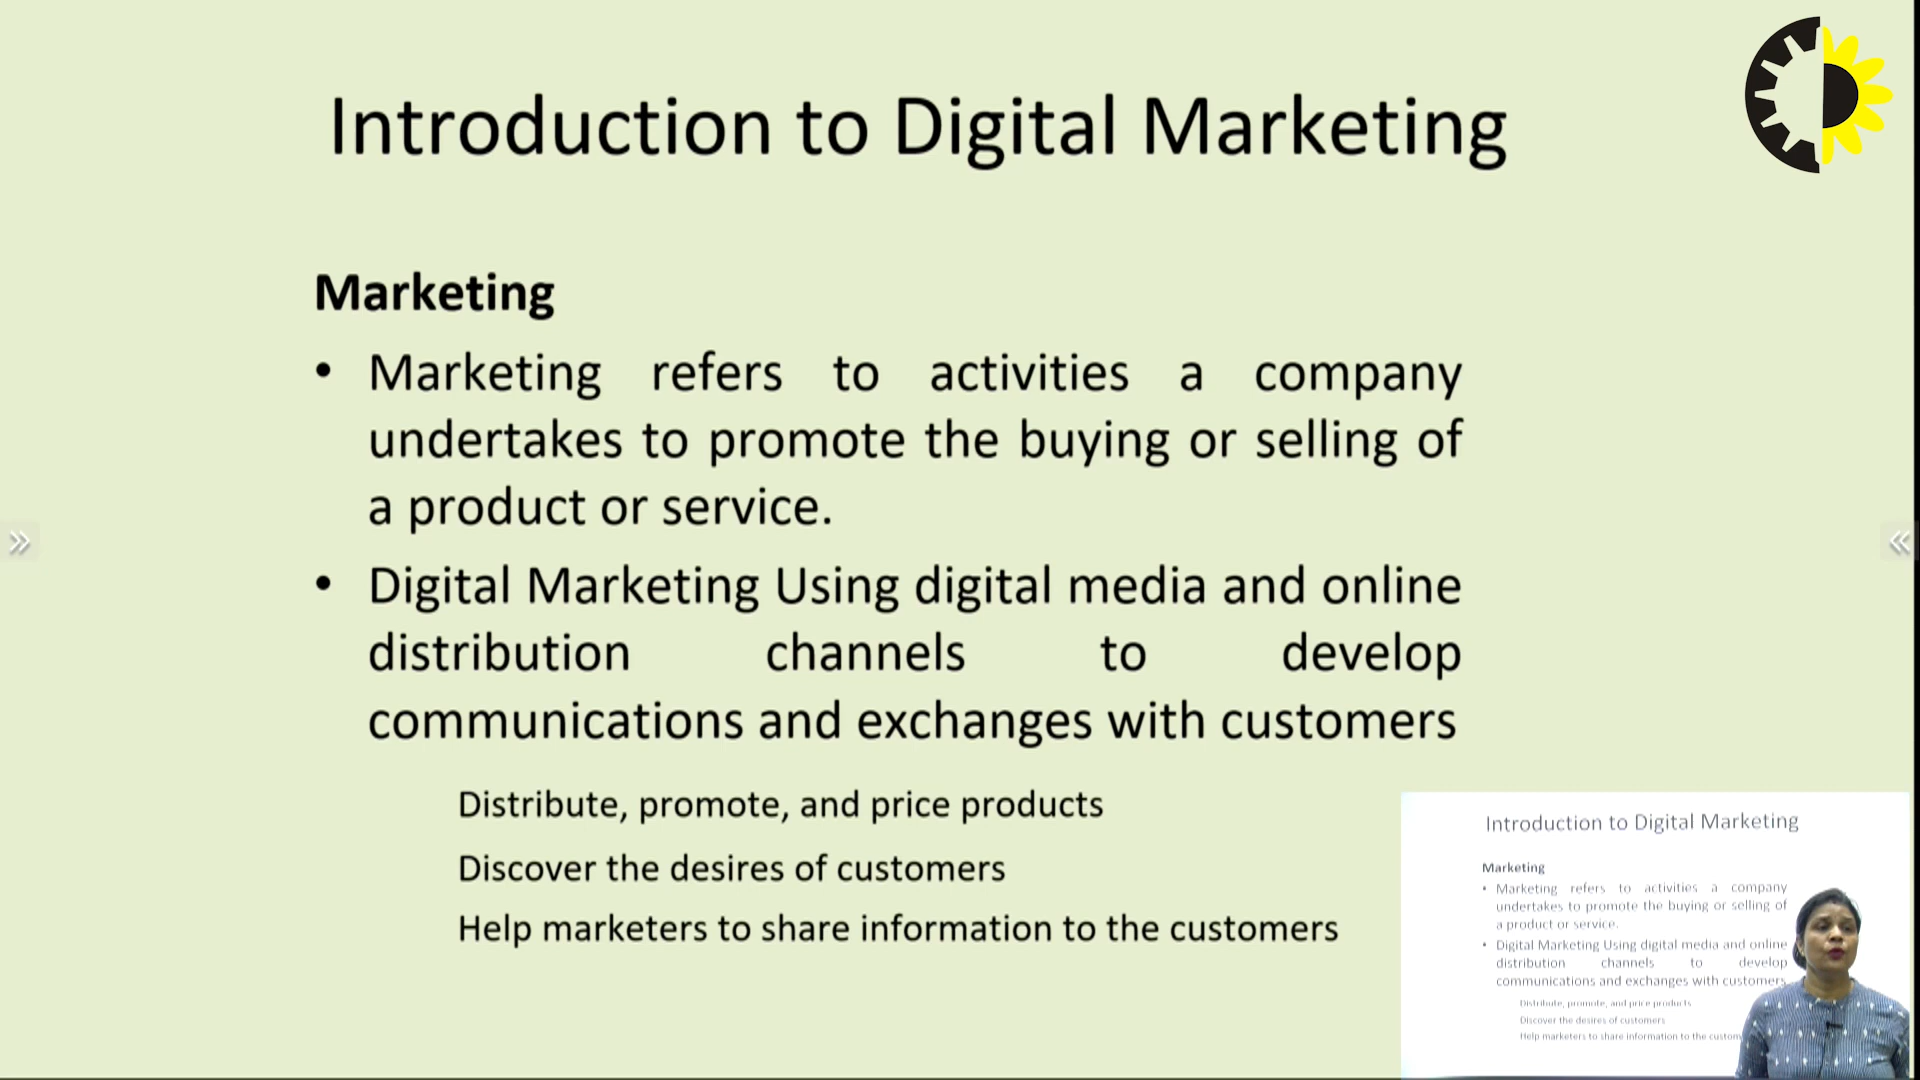 Introduction to Digital Marketing
Marketing
• Marketing refers to activities a company
undertakes to promote the buying or selling of
a product or service.
• Digital Marketing Using digital media and online
distribution channels to develop
communications and exchanges with customers
Distribute, promote, and price products
Discover the desires of customers
Help marketers to share information to the customers
Introduction to Digital Marketing
Marketing
• Marketing refers to activities a company
undertakes to promote the buying or selling of
a product or service.
• Digital Marketing Using digital media and online
distribution channels to develop
communications and exchanges with customers
Distribute, promote, and price products
Discover the desires of customers
Help marketers to share information to the custom